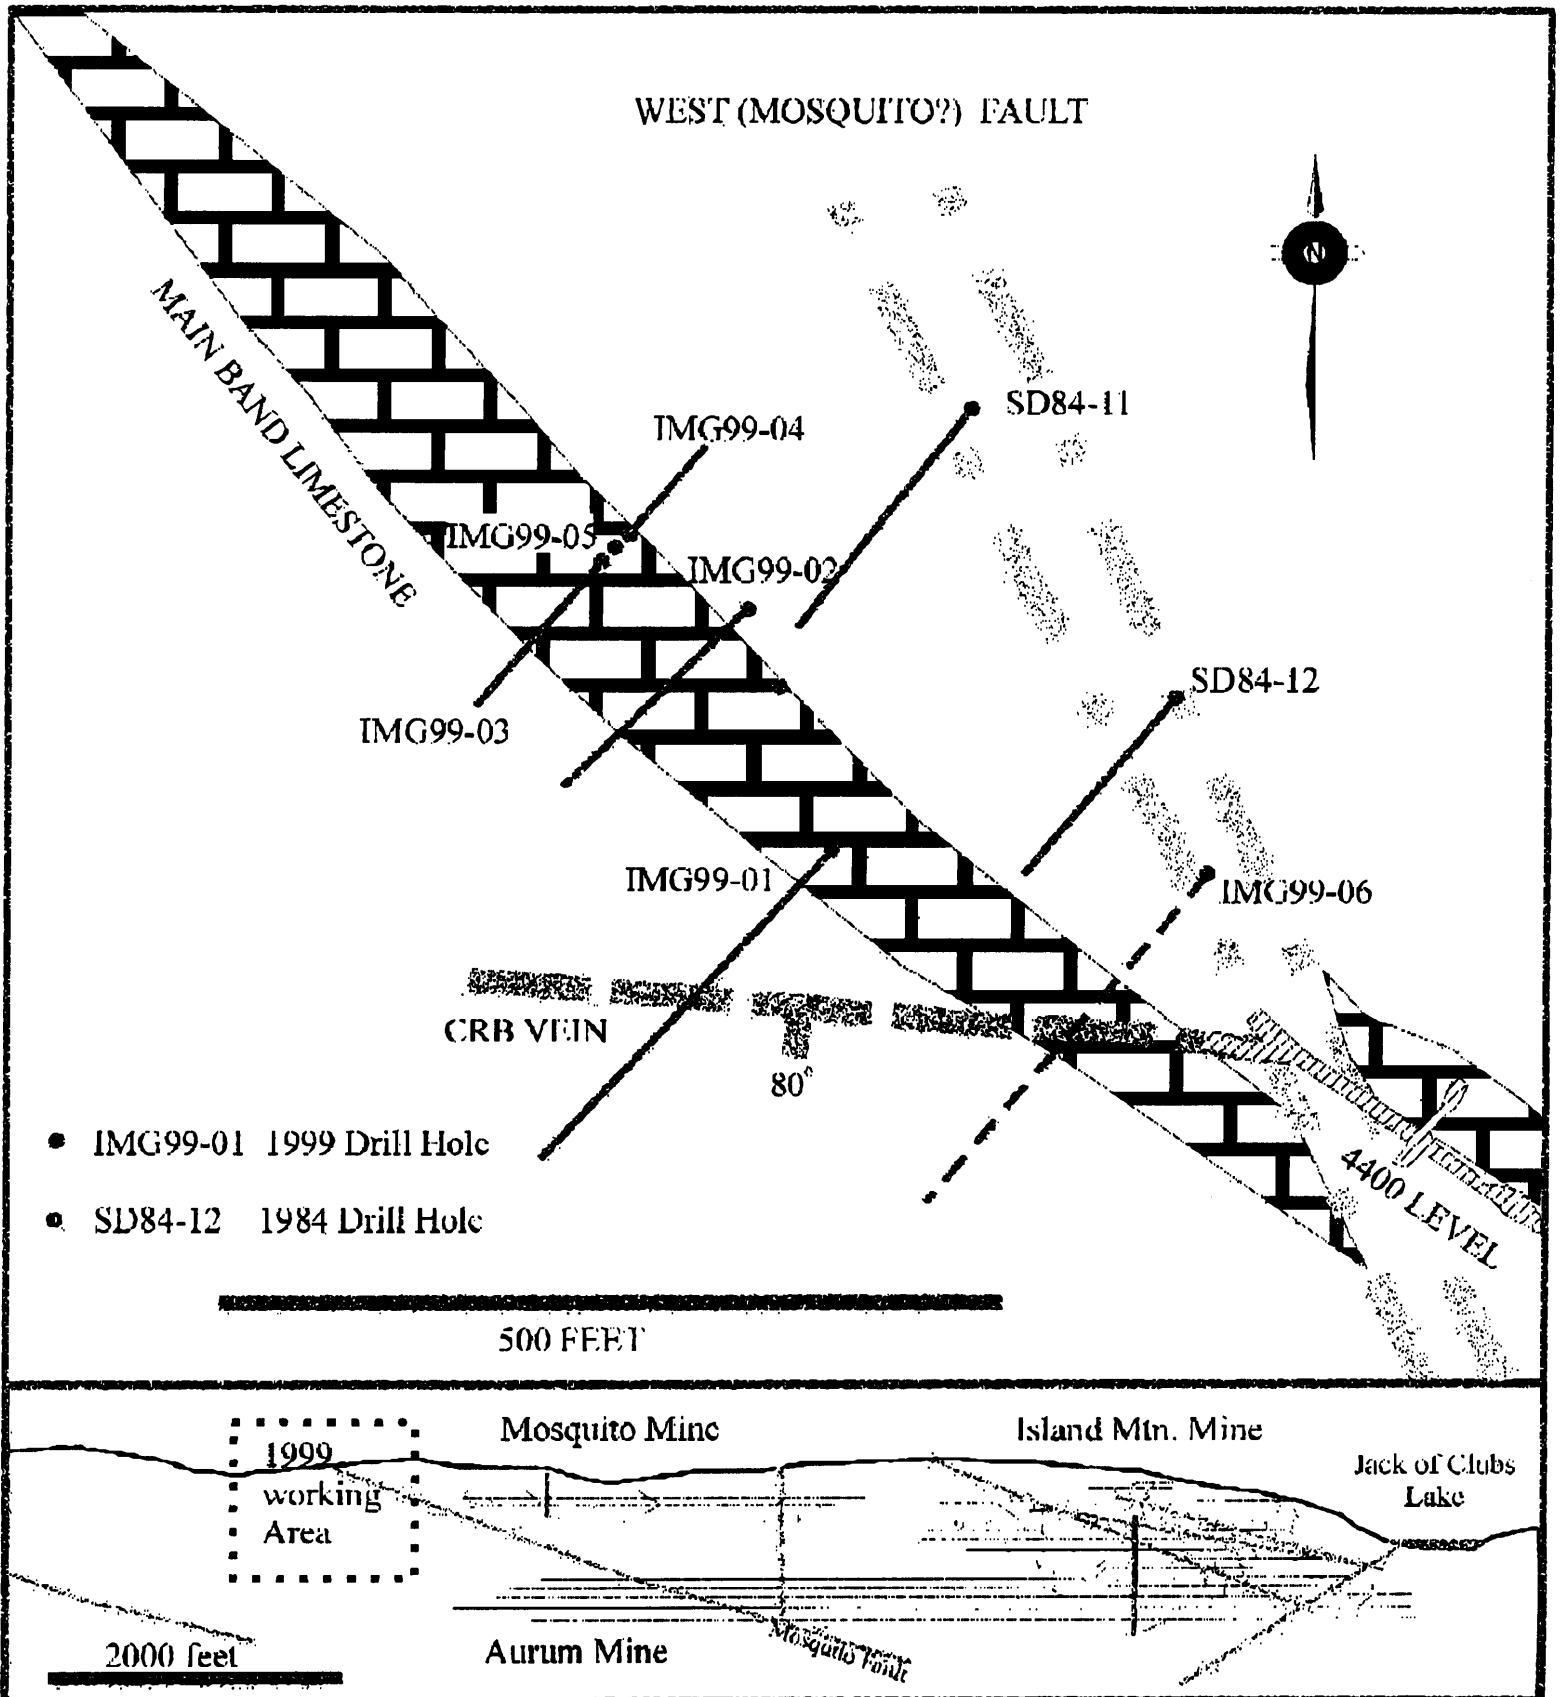 WEST (MOSQUITO?) FAULT
N
MAIN BAND LIMESTONE
SD84-11
IMG99-04
IMG99-05
IMG99-02
SD84-12
IMG99-03
IMG99-01
IMG99-06
CRB VEIN
80°
4400 LEVEL
IMG99-01 1999 Drill Hole
SD84-12 1984 Drill Hole
500 FEET
Mosquito Mine
Island Mtn. Mine
1999
working
Area
Jack of Clubs
Lake
2000 feet
Aurum Mine
Mosquito Fault